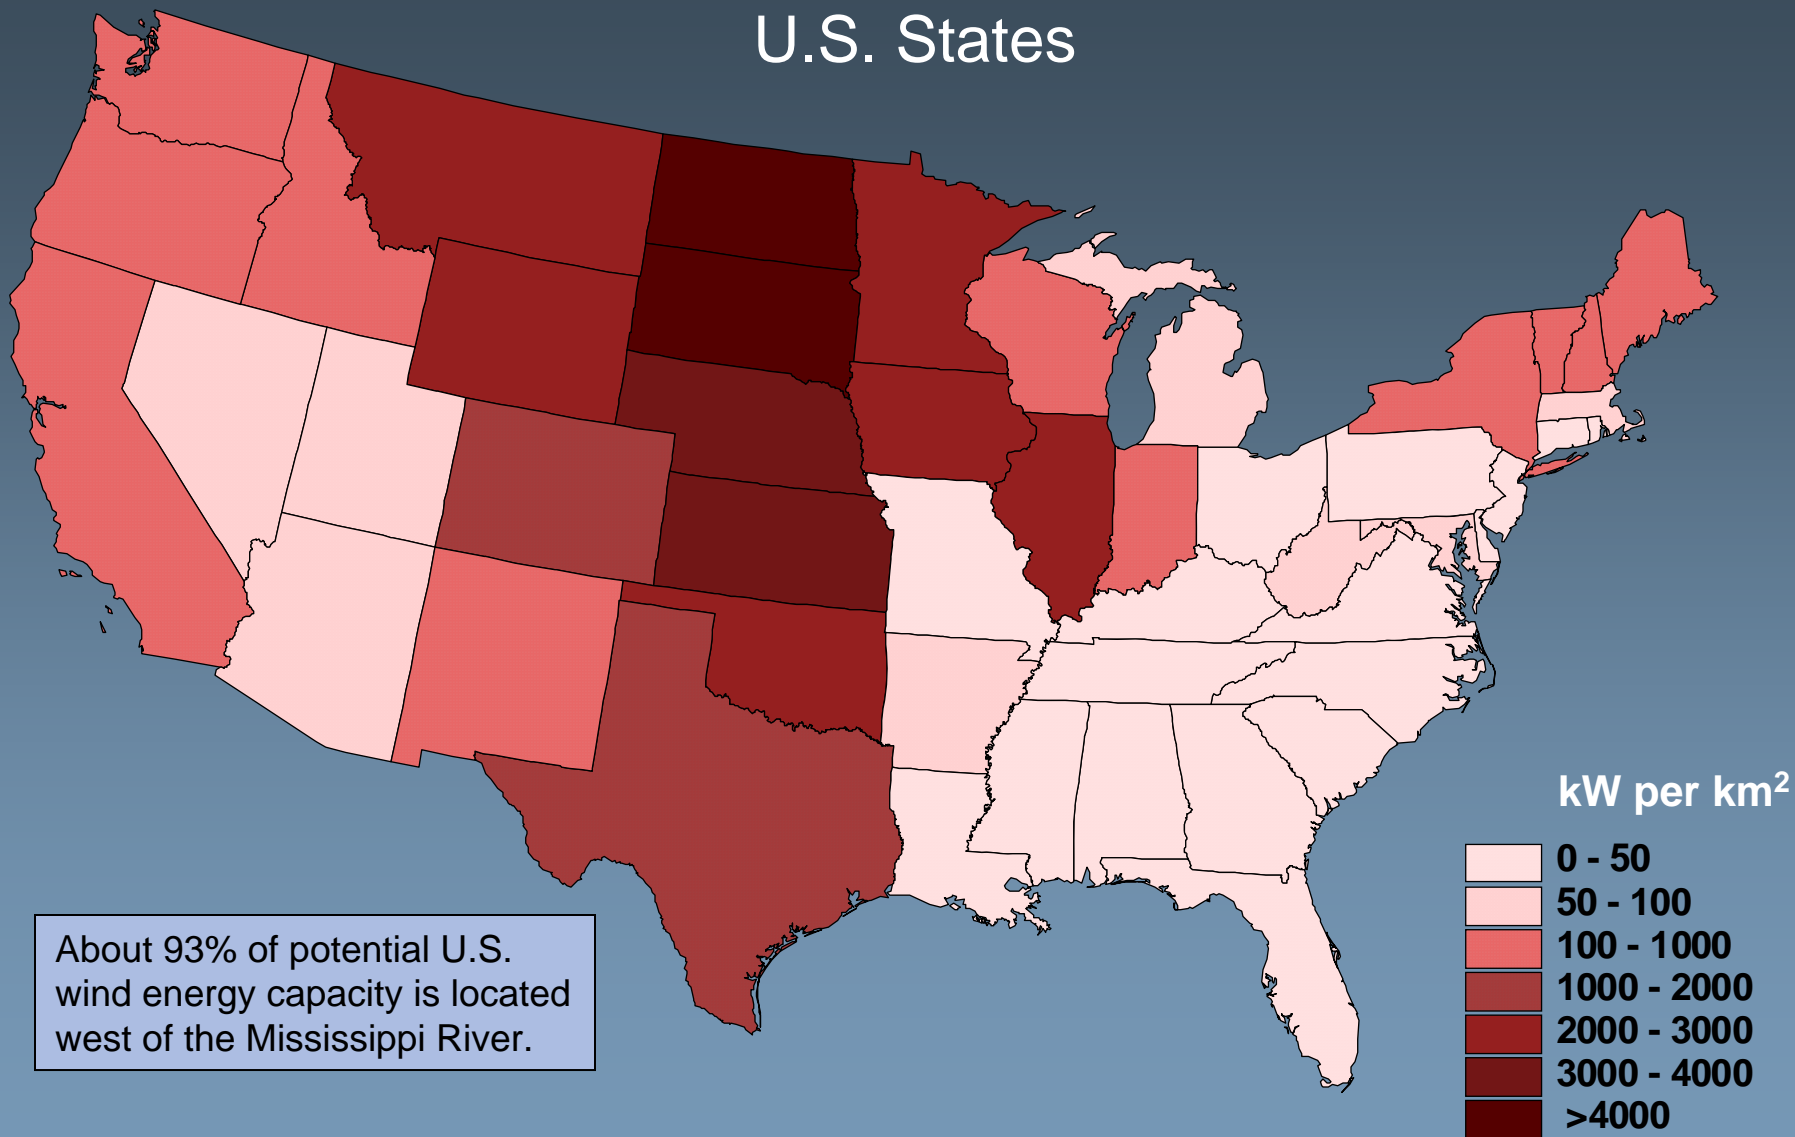 U.S. States
kW per km²
0 - 50
50 - 100
100 - 1000
1000 - 2000
2000 - 3000
3000 - 4000
>4000
About 93% of potential U.S.
wind energy capacity is located
west of the Mississippi River.